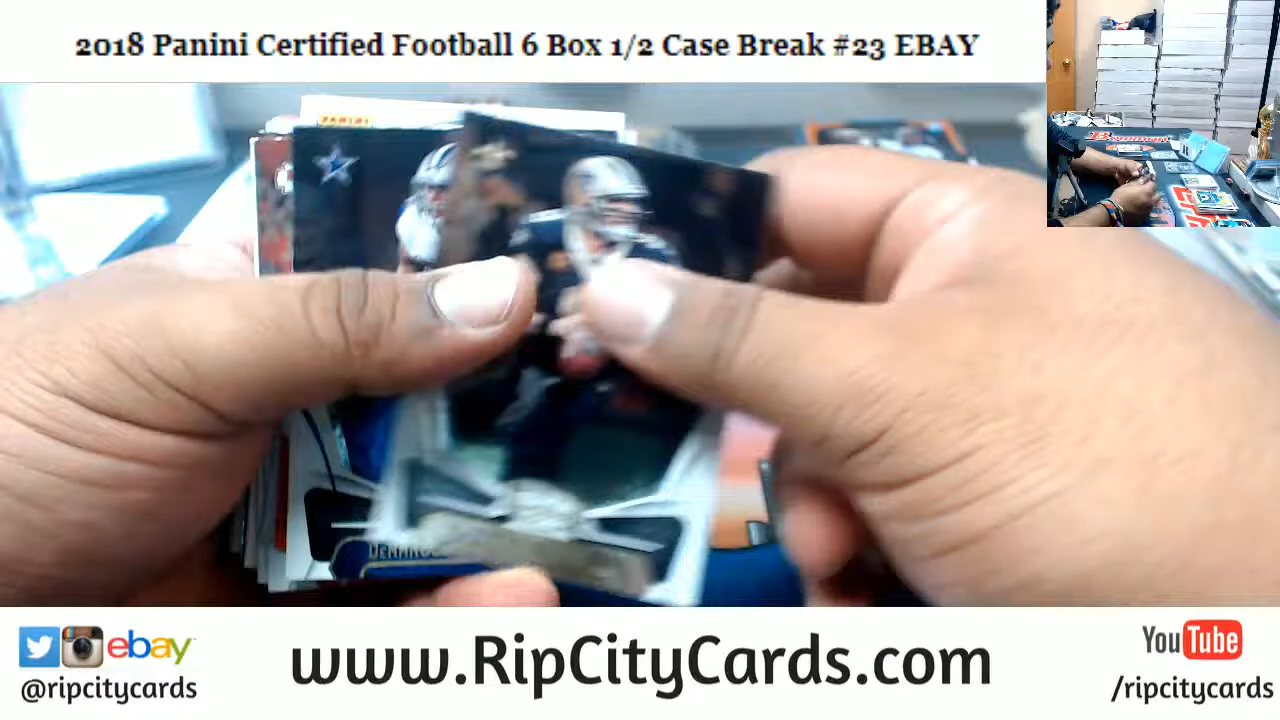 2018 Panini Certified Football 6 Box 1/2 Case Break #23 EBAY
PANINI
ebay
@ripcitycards
www.RipCityCards.com
YouTube
/ripcitycards